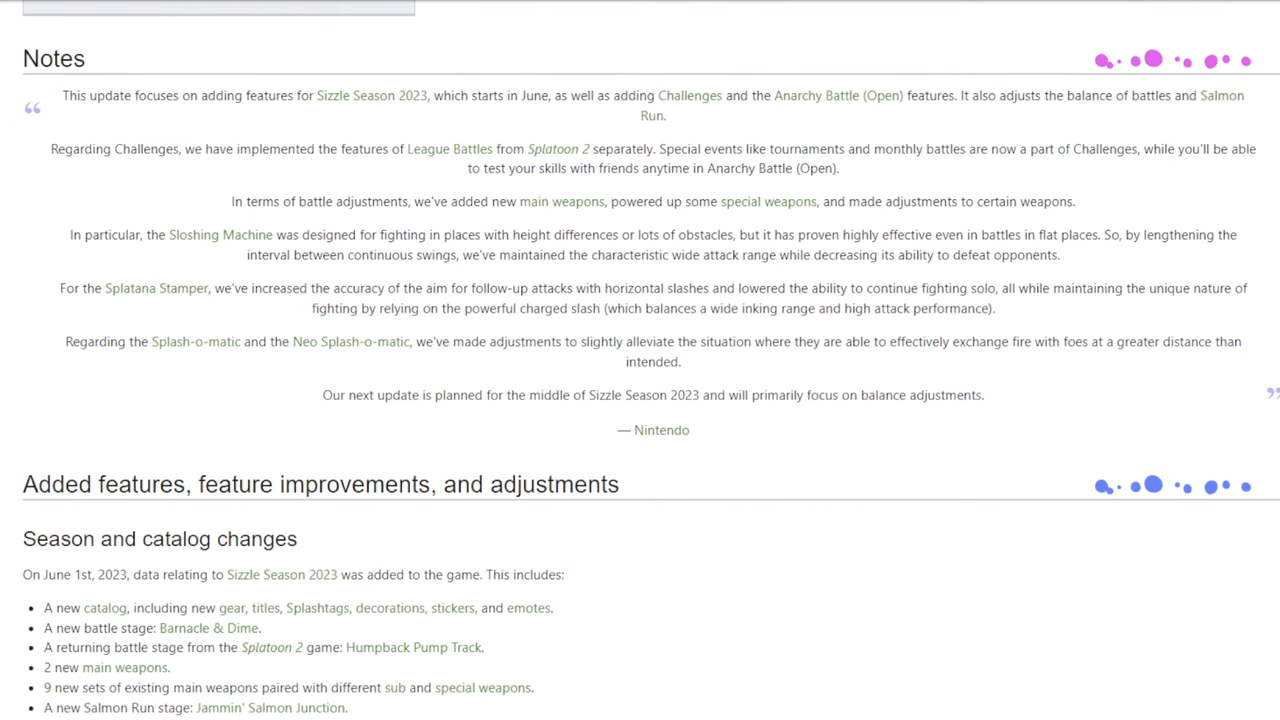 Notes
“
This update focuses on adding features for Sizzle Season 2023, which starts in June, as well as adding Challenges and the Anarchy Battle (Open) features. It also adjusts the balance of battles and Salmon
Run.
Regarding Challenges, we have implemented the features of League Battles from Splatoon 2 separately. Special events like tournaments and monthly battles are now a part of Challenges, while you'll be able
to test your skills with friends anytime in Anarchy Battle (Open).
In terms of battle adjustments, we've added new main weapons, powered up some special weapons, and made adjustments to certain weapons.
In particular, the Sloshing Machine was designed for fighting in places with height differences or lots of obstacles, but it has proven highly effective even in battles in flat places. So, by lengthening the
interval between continuous swings, we've maintained the characteristic wide attack range while decreasing its ability to defeat opponents.
For the Splatana Stamper, we've increased the accuracy of the aim for follow-up attacks with horizontal slashes and lowered the ability to continue fighting solo, all while maintaining the unique nature of
fighting by relying on the powerful charged slash (which balances a wide inking range and high attack performance).
Regarding the Splash-o-matic and the Neo Splash-o-matic, we've made adjustments to slightly alleviate the situation where they are able to effectively exchange fire with foes at a greater distance than
intended.
Our next update is planned for the middle of Sizzle Season 2023 and will primarily focus on balance adjustments.
”
— Nintendo
Added features, feature improvements, and adjustments
Season and catalog changes
On June 1st, 2023, data relating to Sizzle Season 2023 was added to the game. This includes:
• A new catalog, including new gear, titles, Splashtags, decorations, stickers, and emotes.
• A new battle stage: Barnacle & Dime.
• A returning battle stage from the Splatoon 2 game: Humpback Pump Track.
• 2 new main weapons.
• 9 new sets of existing main weapons paired with different sub and special weapons.
• A new Salmon Run stage: Jammin' Salmon Junction.